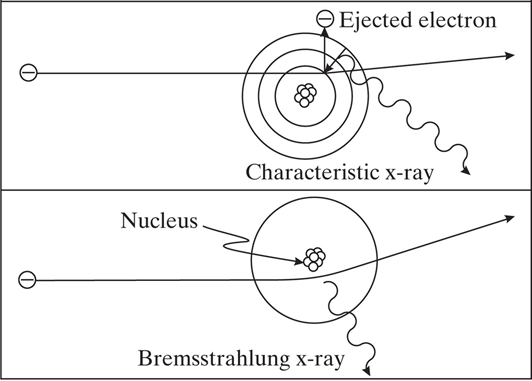 Ejected electron
Characteristic x-ray
Nucleus
Bremsstrahlung x-ray